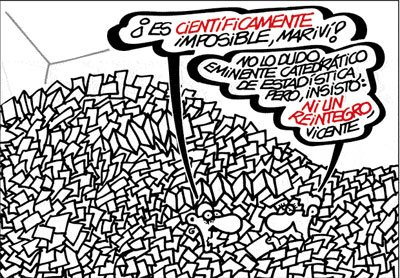 ¿ES CIENTÍFICAMENTE
IMPOSIBLE, MARIVI!
NO LO DUDO
EMINENTE CATEDRÁTICO
DE ESTADÍSTICA,
PERO, INSISTO:
NI UN
REINTEGRO,
VICENTE